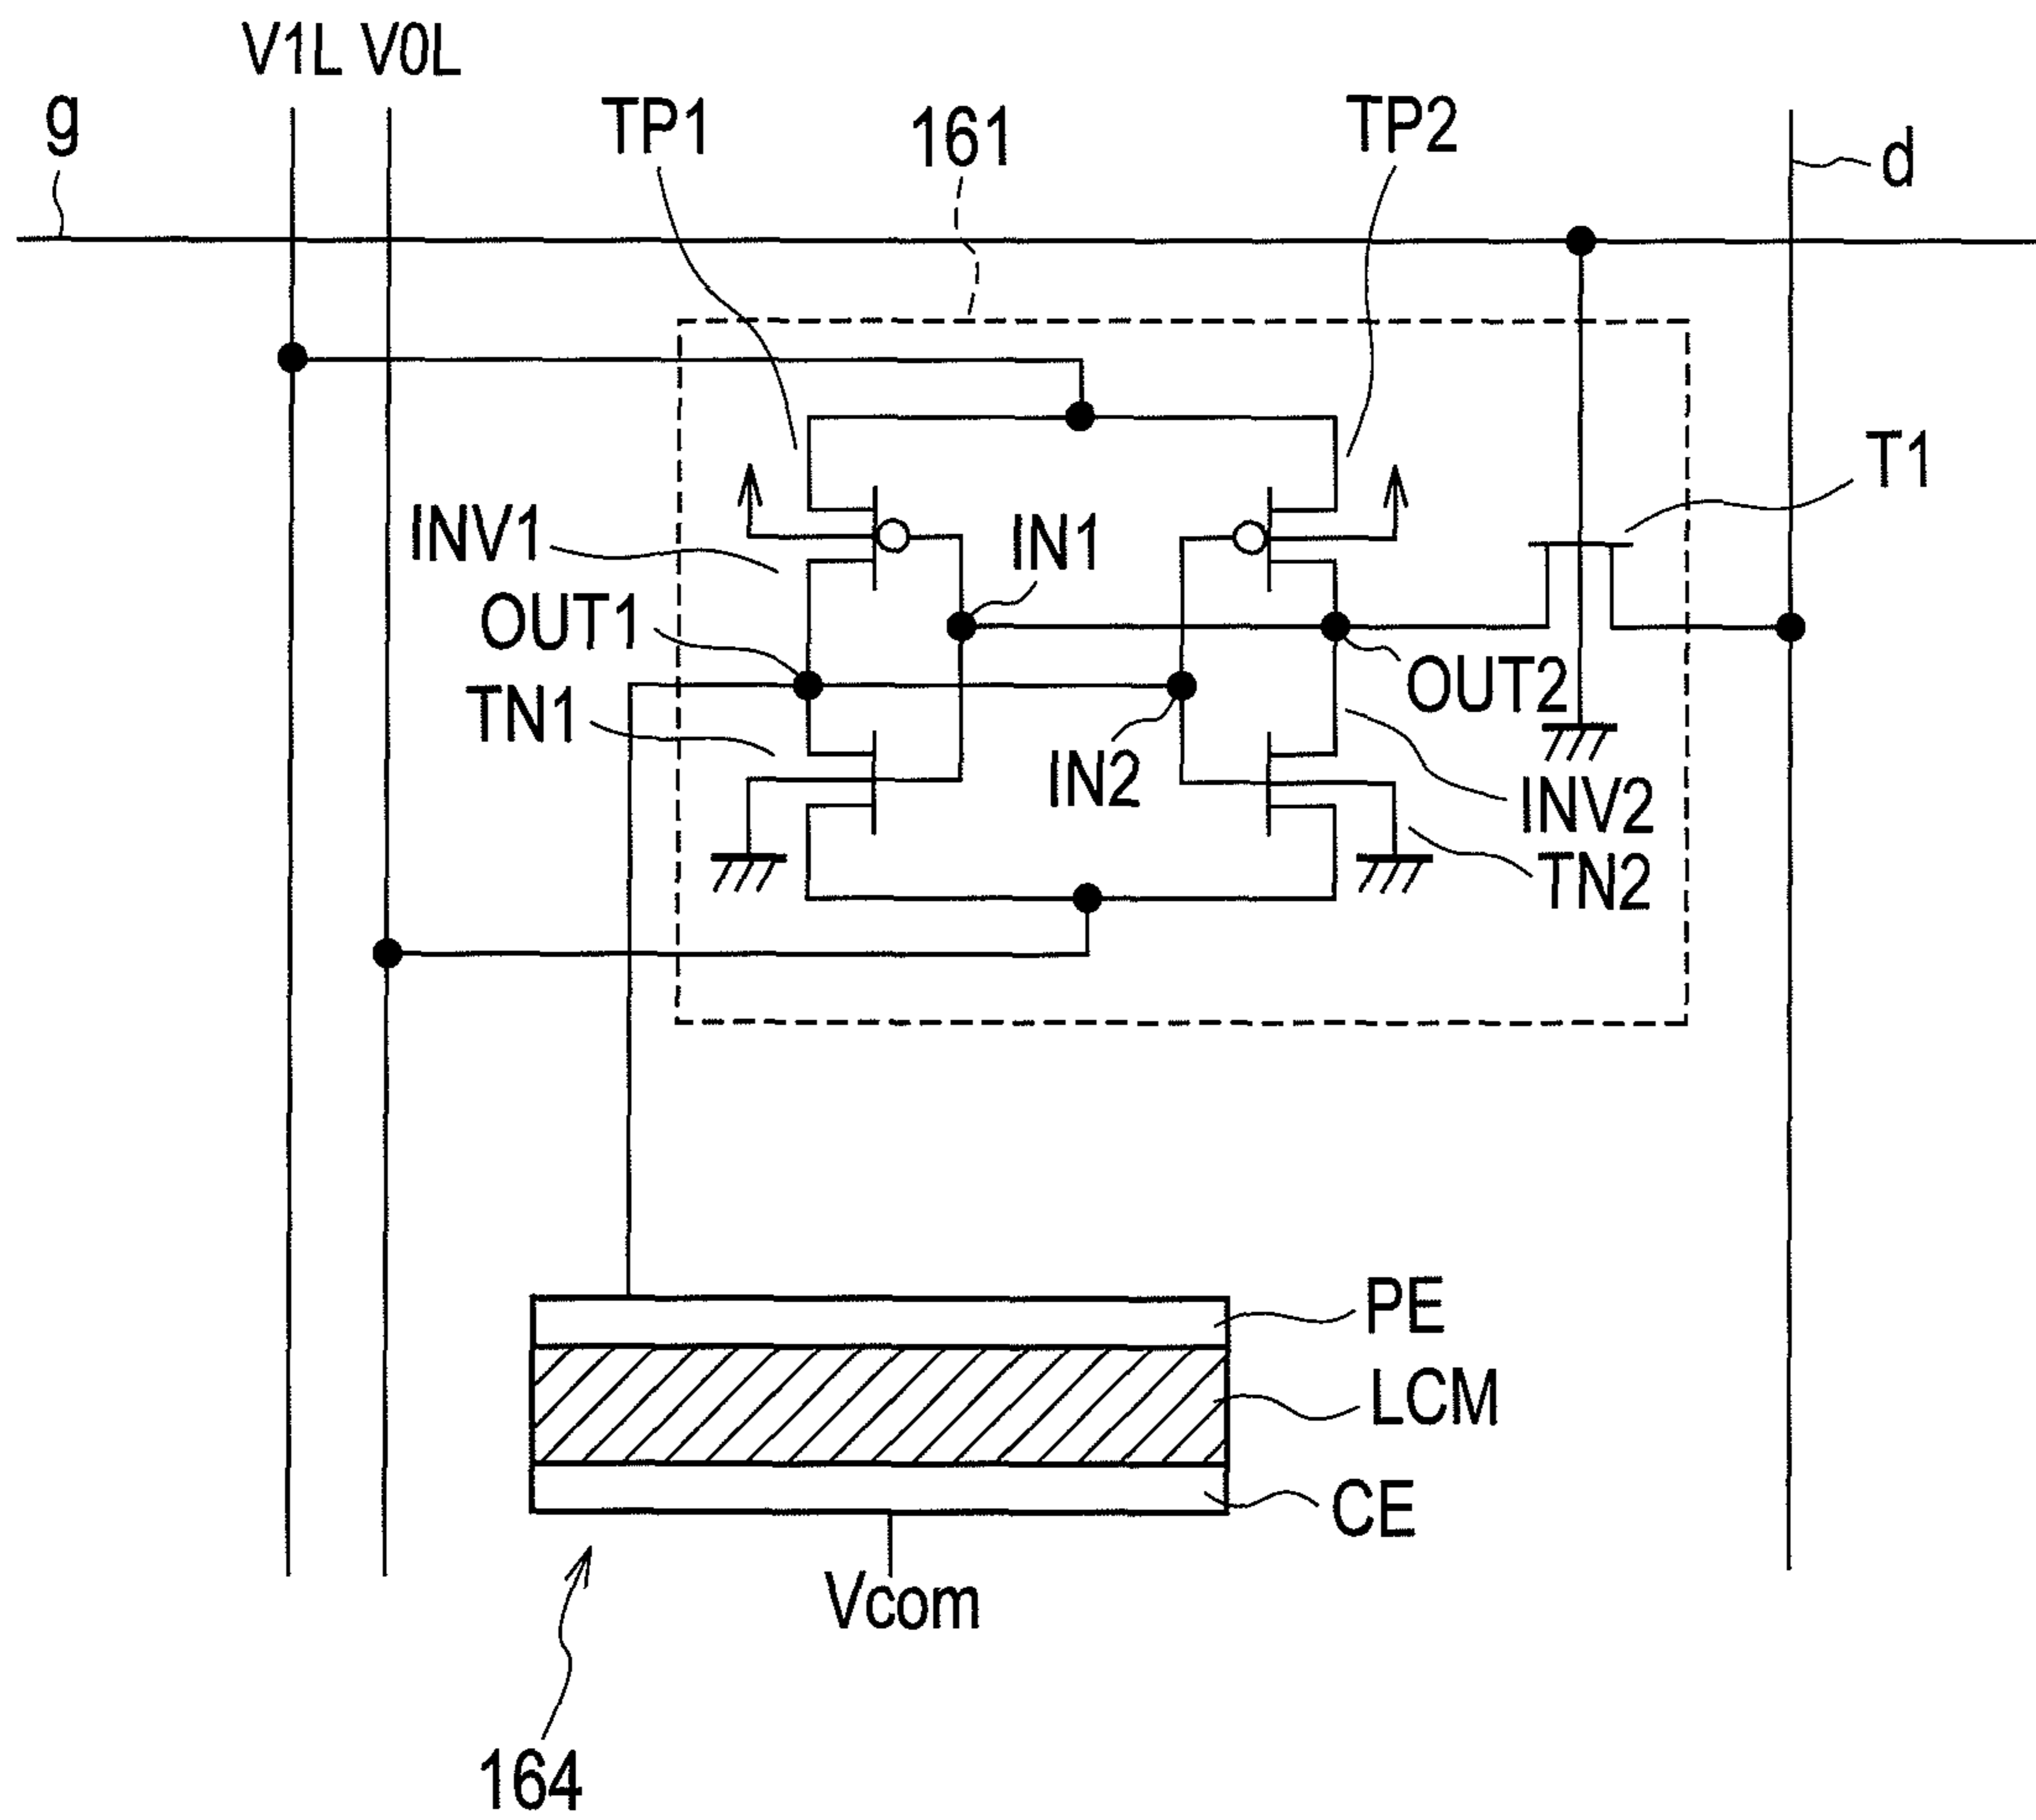 V1L V0L
g
TP1
161
TP2
d
T1
INV1
IN1
OUT1
OUT2
TN1
IN2
INV2
TN2
PE
LCM
CE
Vcom
164